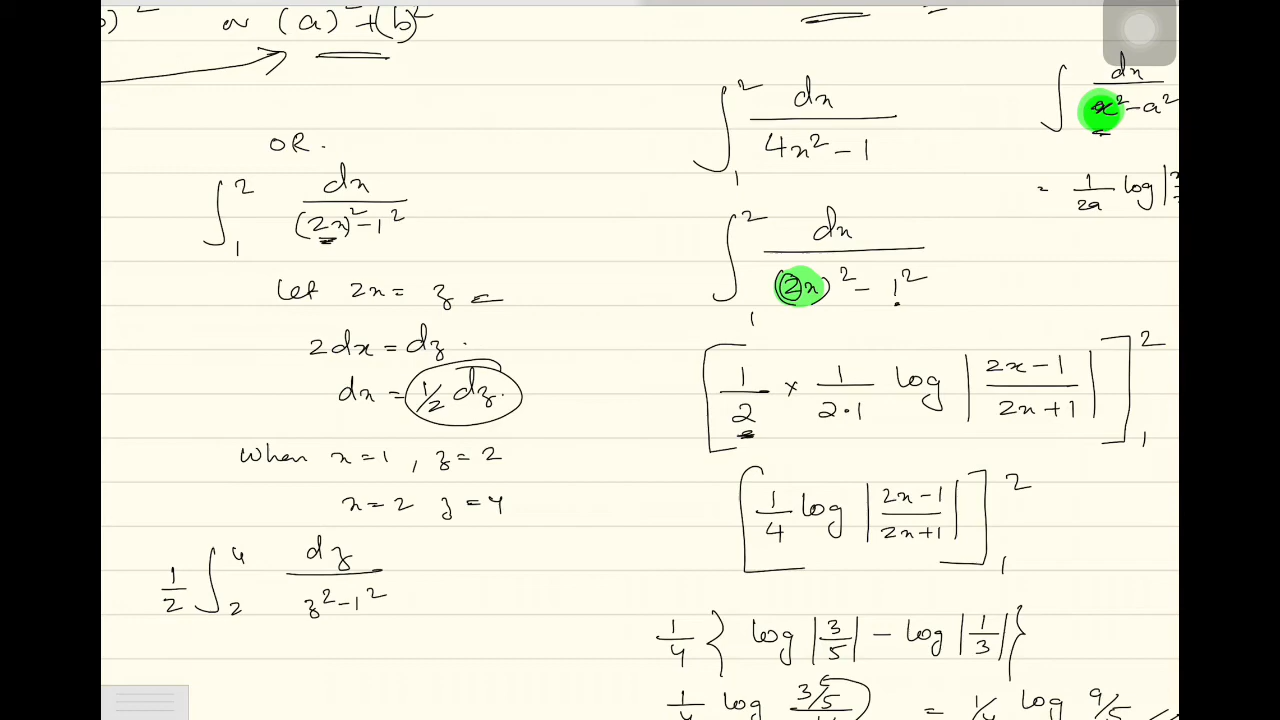 )² or (a)²+(b)²
OR.
∫₁² dx / (2x)²-1²
Let 2x = z
2dx = dz.
dx = 1/2 dz.
When x=1, z=2
x=2 z=4
1/2 ∫₂⁴ dz / z²-1²
∫₁² dx / 4x²-1
∫₁² dx / (2x)²-1²
[1/2 × 1/2·1 log |2x-1 / 2x+1|]₁²
[1/4 log |2x-1 / 2x+1|]₁²
1/4 { log |3/5| - log |1/3| }
1/4 log 3/5 = 1/4 log 9/5
∫ dx / x²-a²
= 1/2a log |